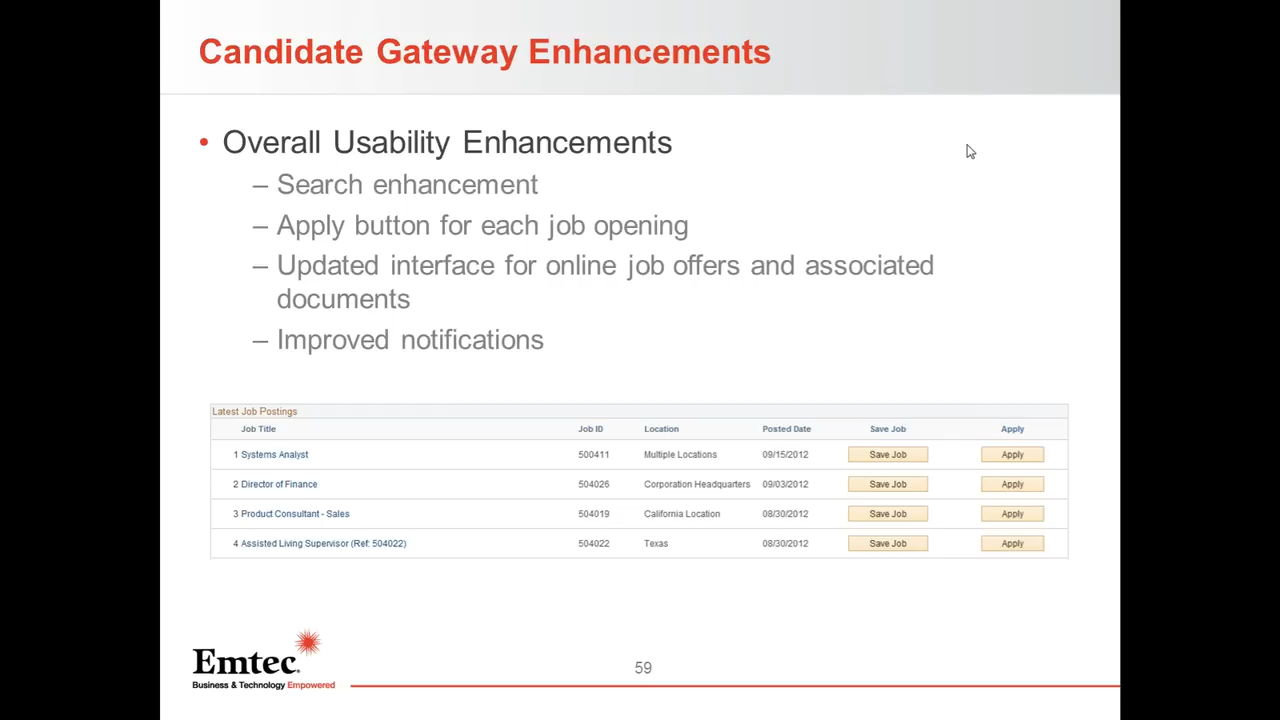 Candidate Gateway Enhancements
• Overall Usability Enhancements
– Search enhancement
– Apply button for each job opening
– Updated interface for online job offers and associated
documents
– Improved notifications
Latest Job Postings
Job Title Job ID Location Posted Date Save Job Apply
1 Systems Analyst 500411 Multiple Locations 09/15/2012 Save Job Apply
2 Director of Finance 504026 Corporation Headquarters 09/03/2012 Save Job Apply
3 Product Consultant - Sales 504019 California Location 08/30/2012 Save Job Apply
4 Assisted Living Supervisor (Ref: 504022) 504022 Texas 08/30/2012 Save Job Apply
Emtec.
Business & Technology Empowered
59